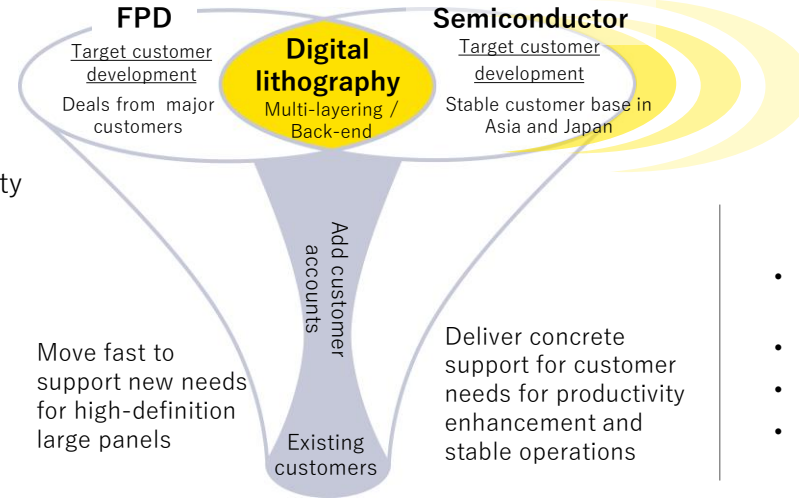 FPD
Target customer
development
Deals from major
customers
Digital
lithography
Multi-layering /
Back-end
Semiconductor
Target customer
development
Stable customer base in
Asia and Japan
ty
Add customer
accounts
Move fast to
support new needs
for high-definition
large panels
Deliver concrete
support for customer
needs for productivity
enhancement and
stable operations
Existing
customers
•
•
•
•